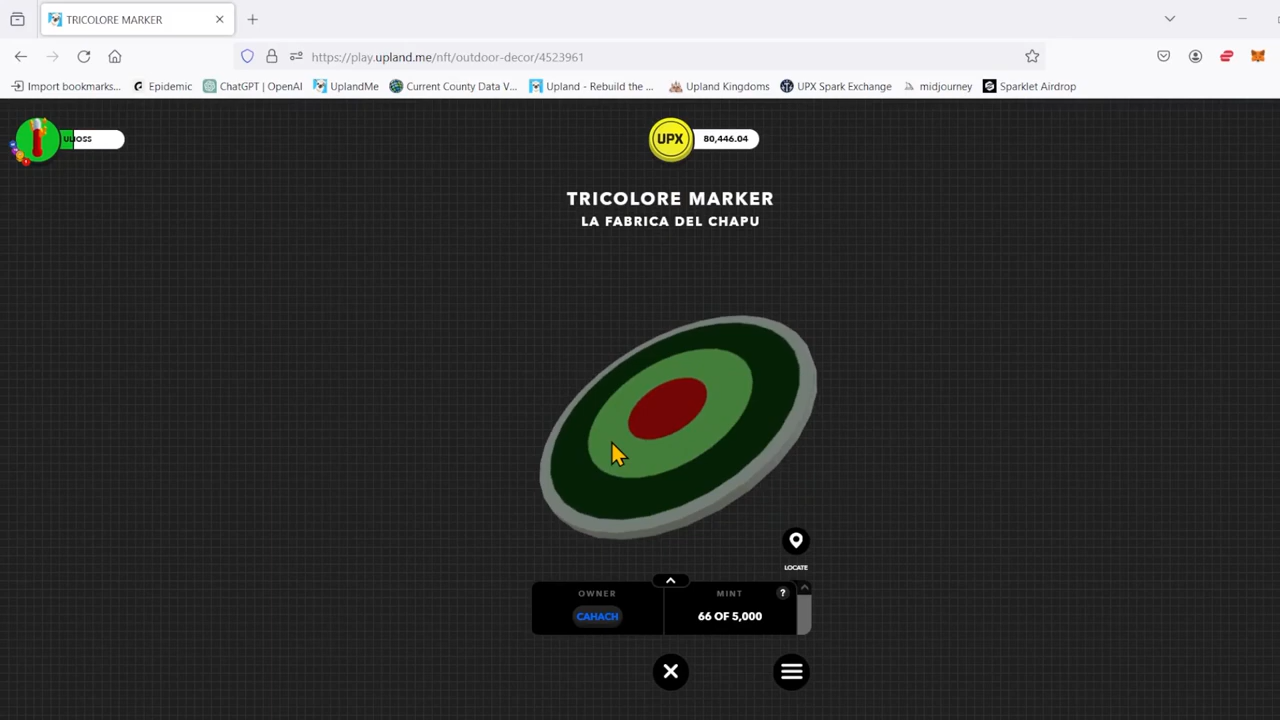 TRICOLORE MARKER
https://play.upland.me/nft/outdoor-decor/4523961
Import bookmarks...
Epidemic
ChatGPT | OpenAI
UplandMe
Current County Data V...
Upland - Rebuild the ...
Upland Kingdoms
UPX Spark Exchange
midjourney
Sparklet Airdrop
UPX
80,446.04
TRICOLORE MARKER
LA FABRICA DEL CHAPU
LOCATE
OWNER
MINT
?
CAHACH
66 OF 5,000